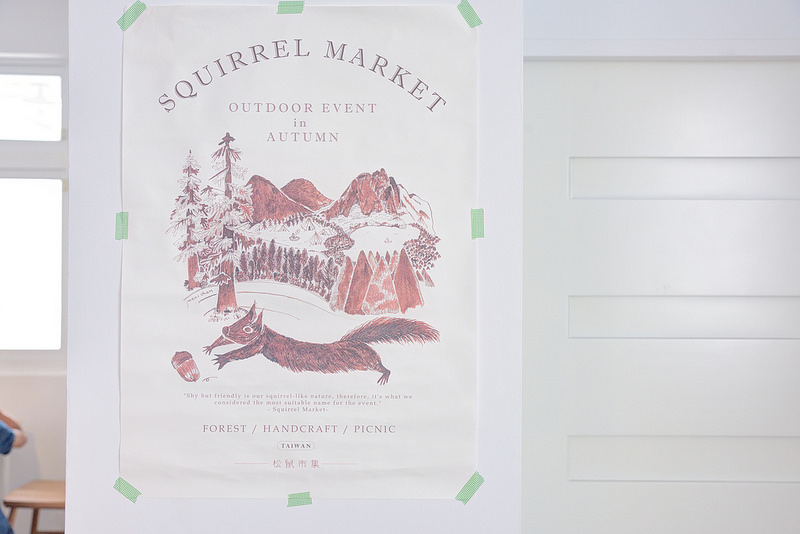 SQUIRREL MARKET
OUTDOOR EVENT
in
AUTUMN
"Shy but friendly is our squirrel-like nature, therefore, it's what we
considered the most suitable name for the event."
- Squirrel Market-
FOREST / HANDCRAFT / PICNIC
TAIWAN
松鼠市集